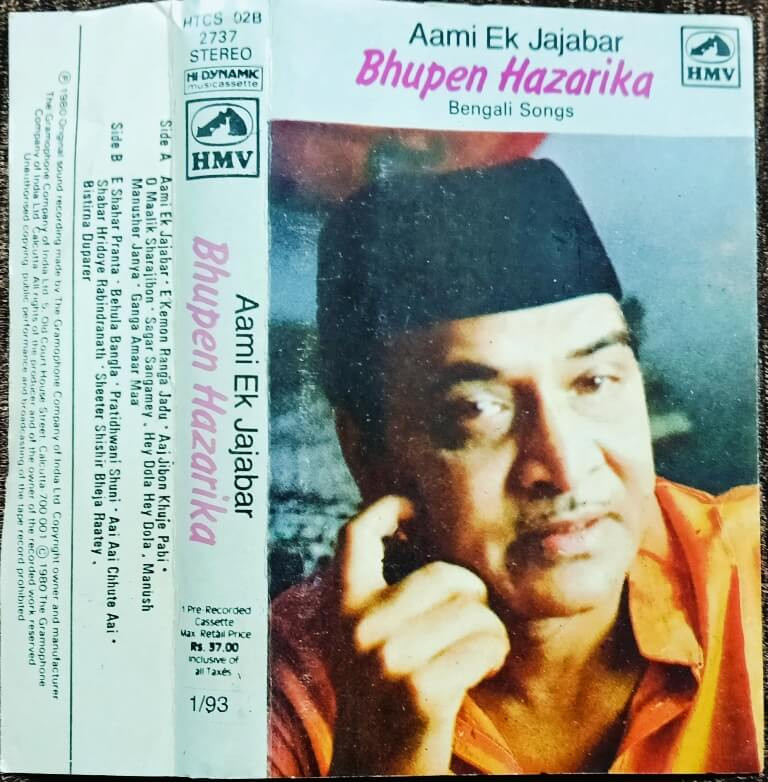 Aami Ek Jajabar
Bhupen Hazarika
Bengali Songs
HMV
HTCS 02B
2737
STEREO
HI DYNAMIC
musicassette
HMV
Aami Ek Jajabar
Bhupen Hazarika
1 Pre-Recorded
Cassette
Max. Retail Price
Rs. 37.00
inclusive of
all Taxes
1/93
Side A Aami Ek Jajabar · E'Kemon Ranga Jadu · Aaj Jibon Khuje Pabi ·
O Maalik Sharajibon · Sagar Sangamey · Hey Dola Hey Dola · Manush
Manusher Janya · Ganga Amaar Maa
Side B E Shahar Pranta · Behula Bangla · Pratidhwani Shuni · Aai Aai Chhute Aai ·
Shabar Hridoye Rabindranath · Sheeter Shishir Bheja Raatey ·
Bistirna Duparer
℗ 1980 Original sound recording made by The Gramophone Company of India Ltd. Copyright owner and manufacturer
The Gramophone Company of India Ltd. 5, Old Court House Street, Calcutta 700 001. © 1980 The Gramophone
Company of India Ltd. Calcutta. All rights of the producer and of the owner of the recorded work reserved
Unauthorised copying, public performance and broadcasting of the tape record prohibited